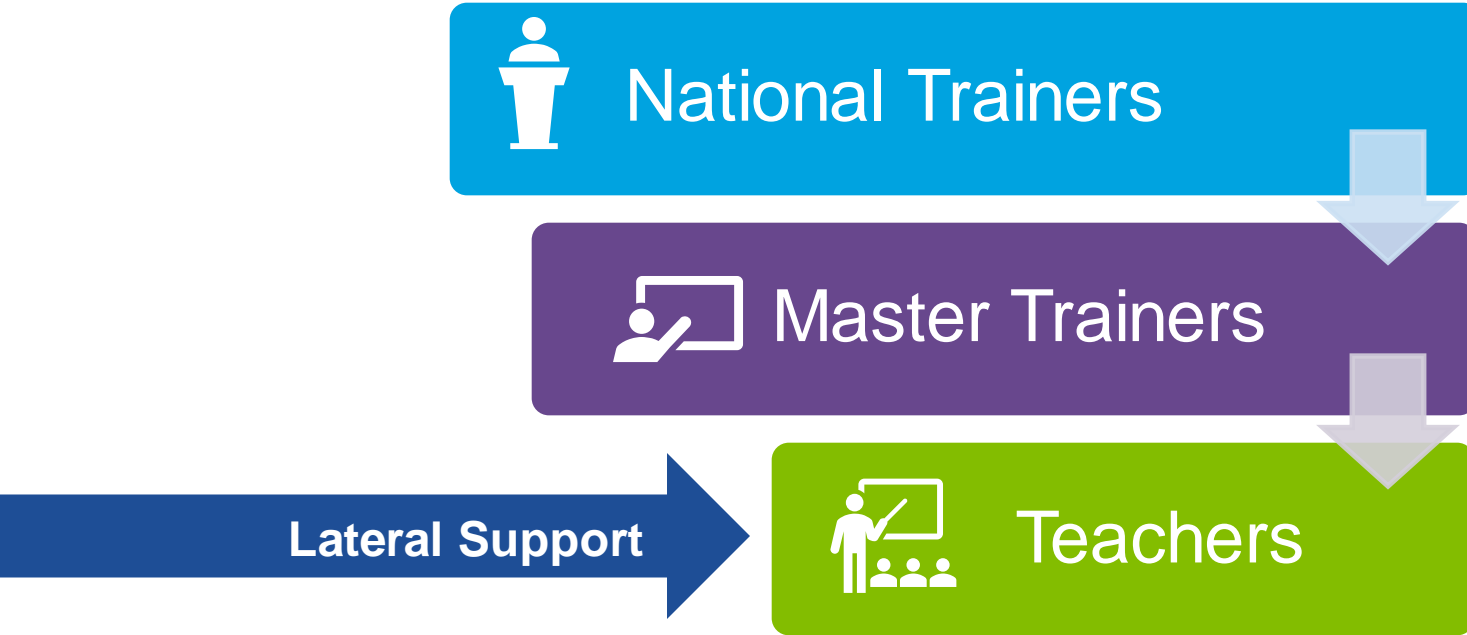 National Trainers
Master Trainers
Lateral Support
Teachers